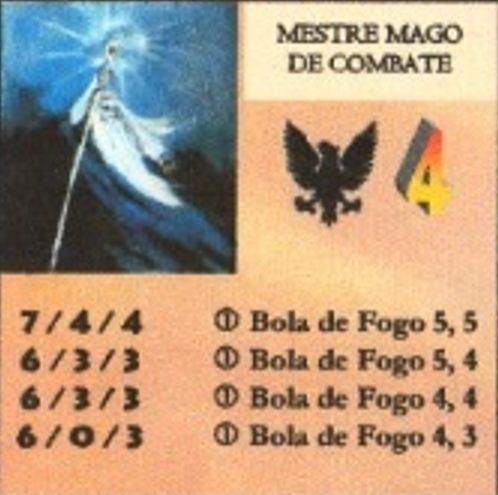 MESTRE MAGO
DE COMBATE
4
7/4/4 ① Bola de Fogo 5, 5
6/3/3 ① Bola de Fogo 5, 4
6/3/3 ① Bola de Fogo 4, 4
6/0/3 ① Bola de Fogo 4, 3